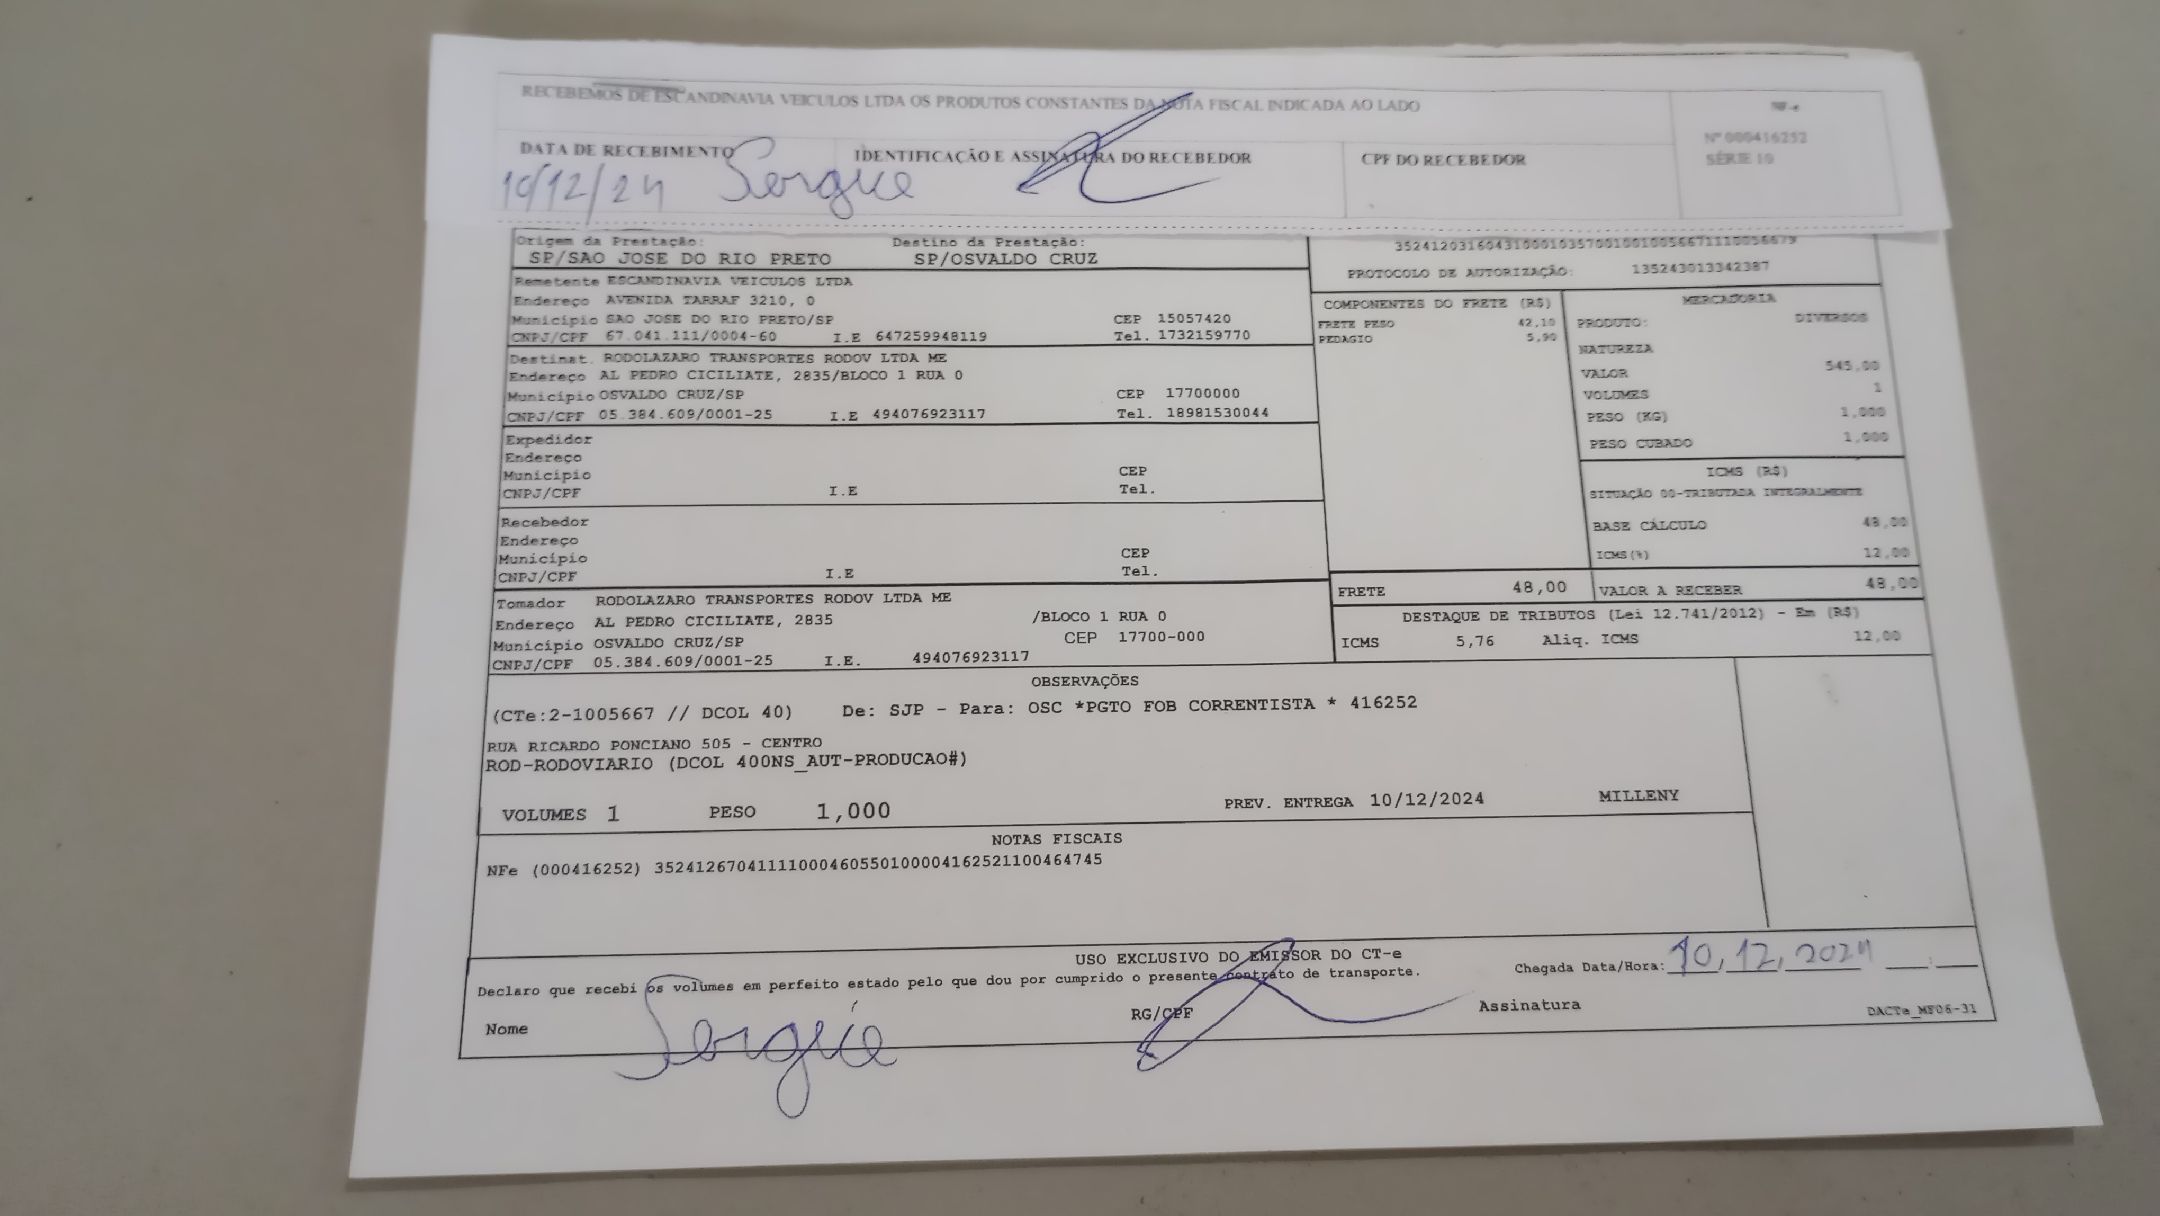 RECEBEMOS DE ESCANDINAVIA VEICULOS LTDA OS PRODUTOS CONSTANTES DA NOTA FISCAL INDICADA AO LADO
NF-e
Nº 000416252
SÉRIE 10
DATA DE RECEBIMENTO
IDENTIFICAÇÃO E ASSINATURA DO RECEBEDOR
CPF DO RECEBEDOR
10/12/24
Origem da Prestação:
SP/SAO JOSE DO RIO PRETO
Destino da Prestação:
SP/OSVALDO CRUZ
PROTOCOLO DE AUTORIZAÇÃO: 135243013342387
Remetente ESCANDINAVIA VEICULOS LTDA
Endereço AVENIDA TARRAF 3210, 0
Município SAO JOSE DO RIO PRETO/SP CEP 15057420
CNPJ/CPF 67.041.111/0004-60 I.E 647259948119 Tel. 1732159770
Destinat. RODOLAZARO TRANSPORTES RODOV LTDA ME
Endereço AL PEDRO CICILIATE, 2835/BLOCO 1 RUA 0
Município OSVALDO CRUZ/SP CEP 17700000
CNPJ/CPF 05.384.609/0001-25 I.E 494076923117 Tel. 18981530044
Expedidor
Endereço
Município CEP
CNPJ/CPF I.E Tel.
Recebedor
Endereço
Município CEP
CNPJ/CPF I.E Tel.
Tomador RODOLAZARO TRANSPORTES RODOV LTDA ME
Endereço AL PEDRO CICILIATE, 2835 /BLOCO 1 RUA 0
Município OSVALDO CRUZ/SP CEP 17700-000
CNPJ/CPF 05.384.609/0001-25 I.E. 494076923117
COMPONENTES DO FRETE (R$)
FRETE PESO 42,10
PEDAGIO 5,90
MERCADORIA
PRODUTO: DIVERSOS
NATUREZA
VALOR 545,00
VOLUMES 1
PESO (KG) 1,000
PESO CUBADO 1,000
ICMS (R$)
SITUAÇÃO 00-TRIBUTADA INTEGRALMENTE
BASE CÁLCULO 48,00
ICMS(%) 12,00
FRETE 48,00
VALOR A RECEBER 48,00
DESTAQUE DE TRIBUTOS (Lei 12.741/2012) - Em (R$)
ICMS 5,76 Aliq. ICMS 12,00
OBSERVAÇÕES
(CTe:2-1005667 // DCOL 40) De: SJP - Para: OSC *PGTO FOB CORRENTISTA * 416252
RUA RICARDO PONCIANO 505 - CENTRO
ROD-RODOVIARIO (DCOL 400NS_AUT-PRODUCAO#)
VOLUMES 1 PESO 1,000 PREV. ENTREGA 10/12/2024 MILLENY
NOTAS FISCAIS
NFe (000416252) 35241267041111000460550100004162521100464745
USO EXCLUSIVO DO EMISSOR DO CT-e
Declaro que recebi os volumes em perfeito estado pelo que dou por cumprido o presente contrato de transporte.
Chegada Data/Hora: 10, 12, 2024 __:__
Nome
RG/CPF
Assinatura
DACTe_MF06-31